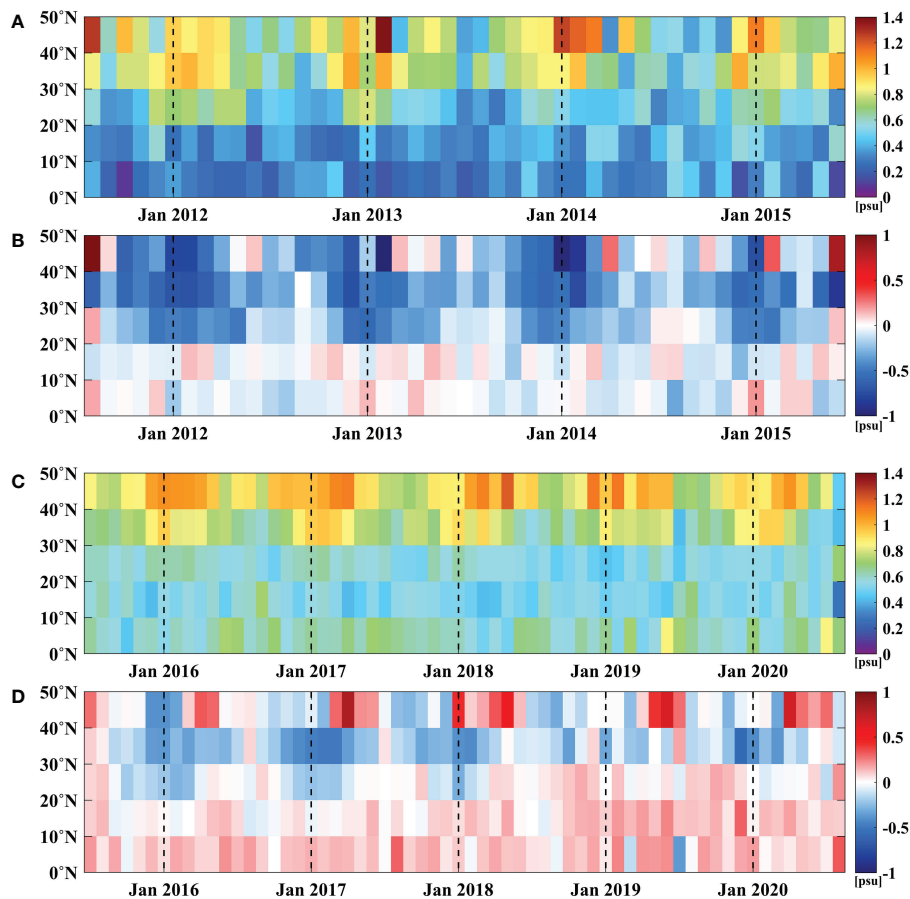 A
50°N
40°N
30°N
20°N
10°N
0°N
Jan 2012
Jan 2013
Jan 2014
Jan 2015
1.4
1.2
1
0.8
0.6
0.4
0.2
0
[psu]
B
50°N
40°N
30°N
20°N
10°N
0°N
Jan 2012
Jan 2013
Jan 2014
Jan 2015
1
0.5
0
-0.5
-1
[psu]
C
50°N
40°N
30°N
20°N
10°N
0°N
Jan 2016
Jan 2017
Jan 2018
Jan 2019
Jan 2020
1.4
1.2
1
0.8
0.6
0.4
0.2
0
[psu]
D
50°N
40°N
30°N
20°N
10°N
0°N
Jan 2016
Jan 2017
Jan 2018
Jan 2019
Jan 2020
1
0.5
0
-0.5
-1
[psu]